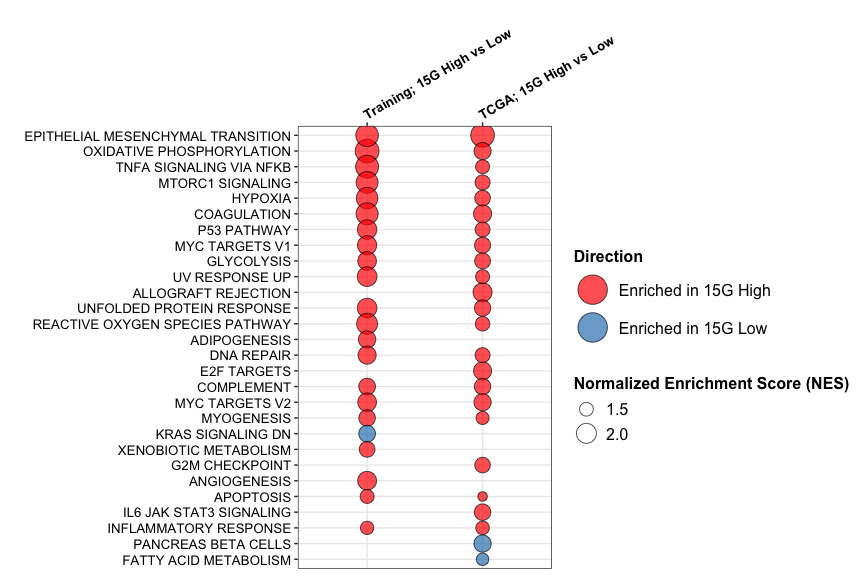 Training; 15G High vs Low
TCGA; 15G High vs Low
EPITHELIAL MESENCHYMAL TRANSITION
OXIDATIVE PHOSPHORYLATION
TNFA SIGNALING VIA NFKB
MTORC1 SIGNALING
HYPOXIA
COAGULATION
P53 PATHWAY
MYC TARGETS V1
GLYCOLYSIS
UV RESPONSE UP
ALLOGRAFT REJECTION
UNFOLDED PROTEIN RESPONSE
REACTIVE OXYGEN SPECIES PATHWAY
ADIPOGENESIS
DNA REPAIR
E2F TARGETS
COMPLEMENT
MYC TARGETS V2
MYOGENESIS
KRAS SIGNALING DN
XENOBIOTIC METABOLISM
G2M CHECKPOINT
ANGIOGENESIS
APOPTOSIS
IL6 JAK STAT3 SIGNALING
INFLAMMATORY RESPONSE
PANCREAS BETA CELLS
FATTY ACID METABOLISM
Direction
Enriched in 15G High
Enriched in 15G Low
Normalized Enrichment Score (NES)
1.5
2.0